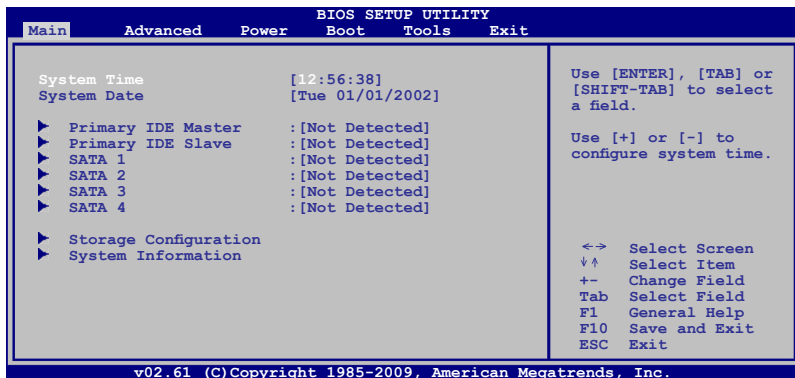 BIOS SETUP UTILITY
Main Advanced Power Boot Tools Exit
System Time [12:56:38]
System Date [Tue 01/01/2002]
Primary IDE Master :[Not Detected]
Primary IDE Slave :[Not Detected]
SATA 1 :[Not Detected]
SATA 2 :[Not Detected]
SATA 3 :[Not Detected]
SATA 4 :[Not Detected]
Storage Configuration
System Information
Use [ENTER], [TAB] or
[SHIFT-TAB] to select
a field.
Use [+] or [-] to
configure system time.
←→ Select Screen
↓↑ Select Item
+- Change Field
Tab Select Field
F1 General Help
F10 Save and Exit
ESC Exit
v02.61 (C)Copyright 1985-2009, American Megatrends, Inc.